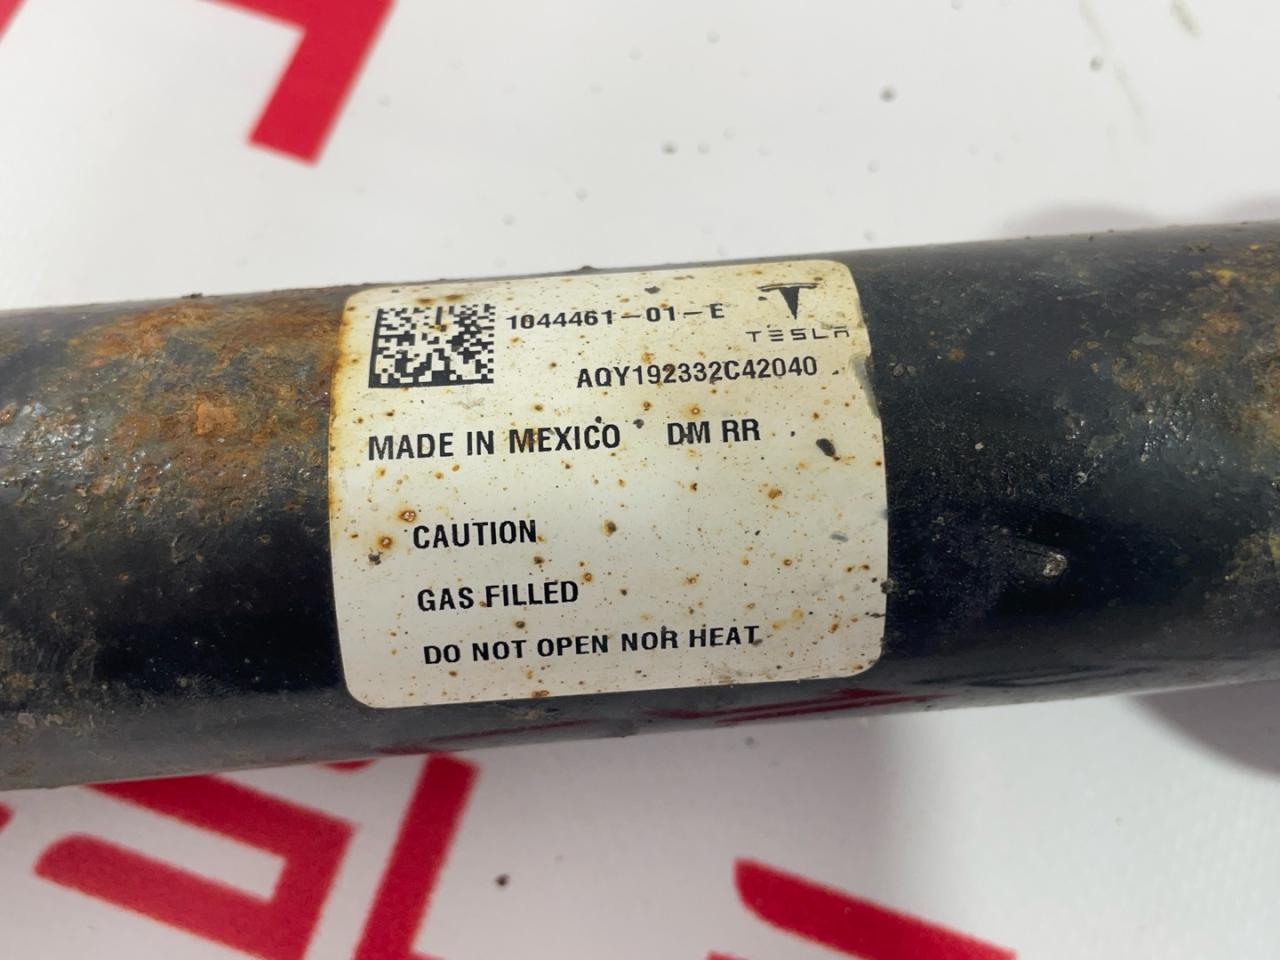 1044461-01-E
TESLA
AQY192332C42040
MADE IN MEXICO DM RR
CAUTION
GAS FILLED
DO NOT OPEN NOR HEAT